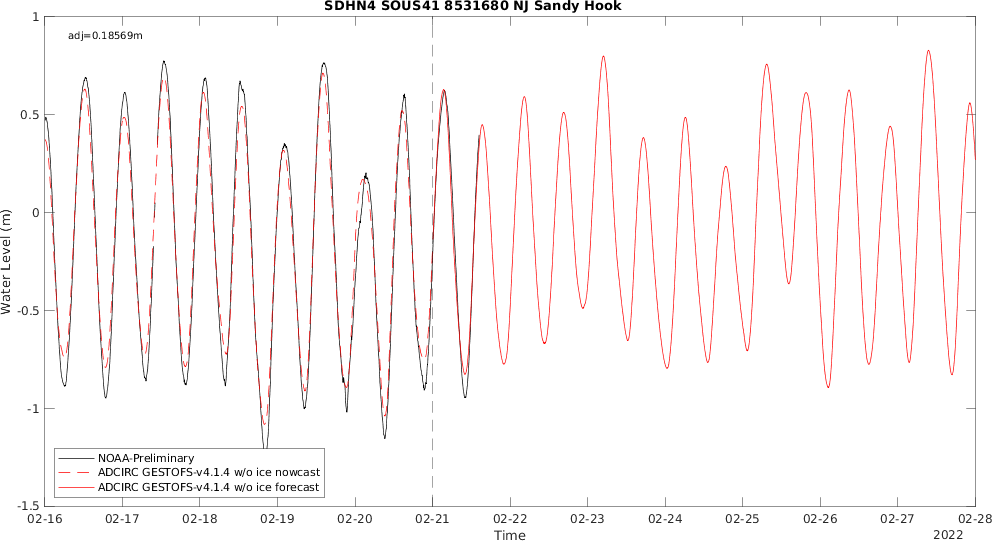 SDHN4 SOUS41 8531680 NJ Sandy Hook
adj=0.18569m
1
0.5
0
-0.5
-1
-1.5
Water Level (m)
NOAA-Preliminary
ADCIRC GESTOFS-v4.1.4 w/o ice nowcast
ADCIRC GESTOFS-v4.1.4 w/o ice forecast
02-16 02-17 02-18 02-19 02-20 02-21 02-22 02-23 02-24 02-25 02-26 02-27 02-28
Time
2022